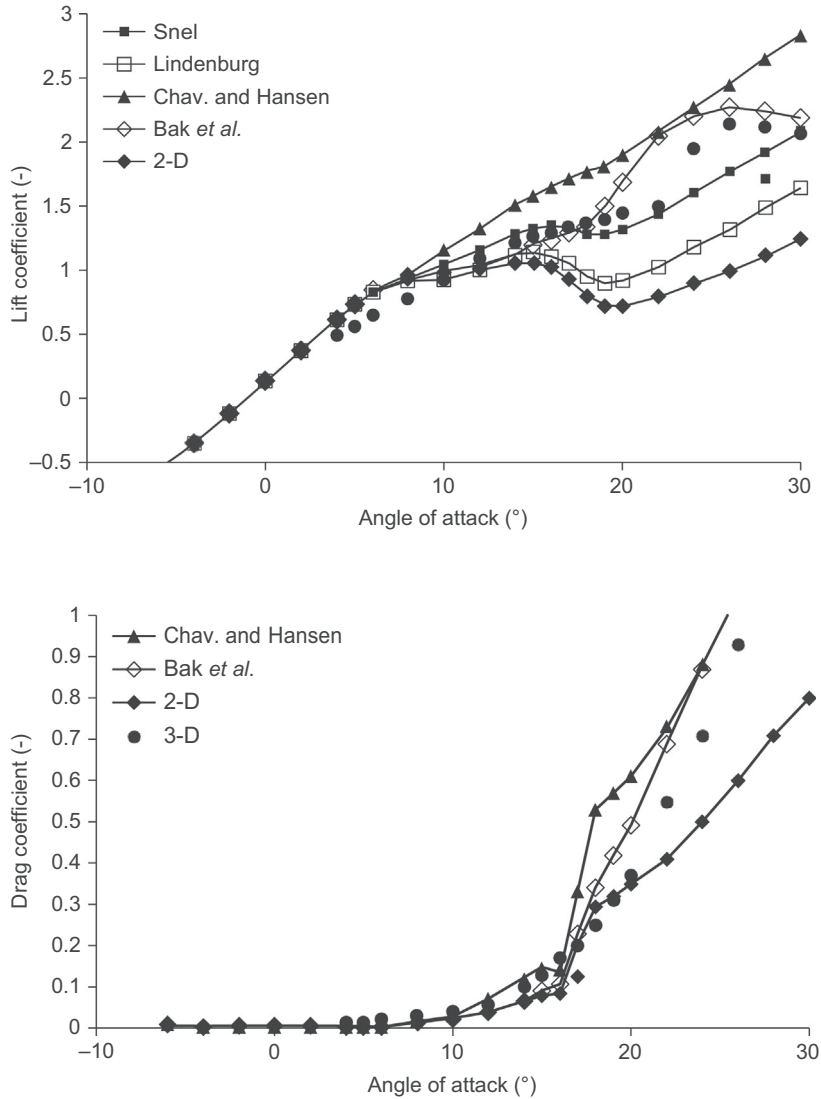 3
2.5
2
1.5
1
0.5
0
–0.5
Lift coefficient (-)
Snel
Lindenburg
Chav. and Hansen
Bak et al.
2-D
–10
0
10
20
30
Angle of attack (°)
1
0.9
0.8
0.7
0.6
0.5
0.4
0.3
0.2
0.1
0
Drag coefficient (-)
Chav. and Hansen
Bak et al.
2-D
3-D
–10
0
10
20
30
Angle of attack (°)